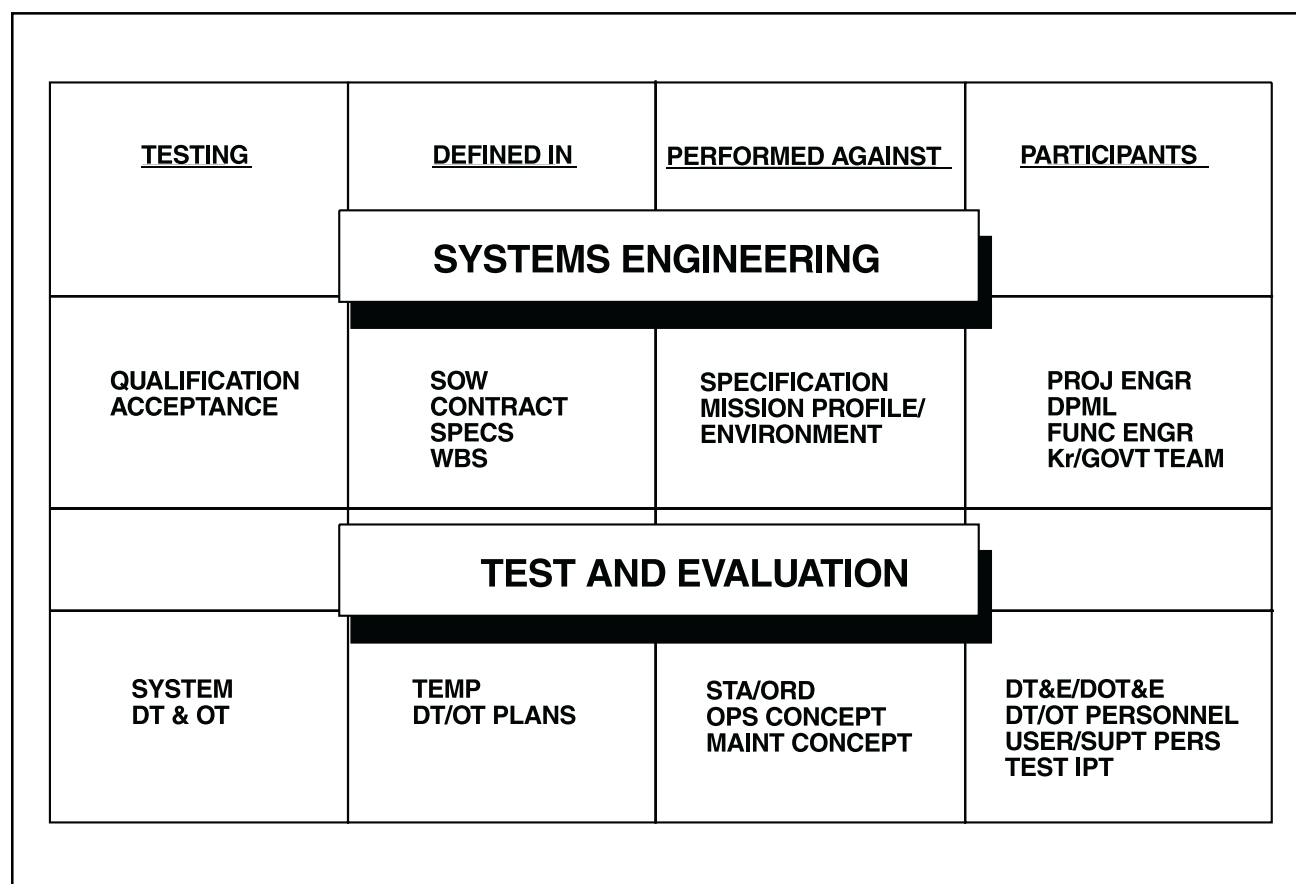 TESTING
DEFINED IN
PERFORMED AGAINST
PARTICIPANTS
SYSTEMS ENGINEERING
QUALIFICATION
ACCEPTANCE
SOW
CONTRACT
SPECS
WBS
SPECIFICATION
MISSION PROFILE/
ENVIRONMENT
PROJ ENGR
DPML
FUNC ENGR
Kr/GOVT TEAM
TEST AND EVALUATION
SYSTEM
DT & OT
TEMP
DT/OT PLANS
STA/ORD
OPS CONCEPT
MAINT CONCEPT
DT&E/DOT&E
DT/OT PERSONNEL
USER/SUPT PERS
TEST IPT